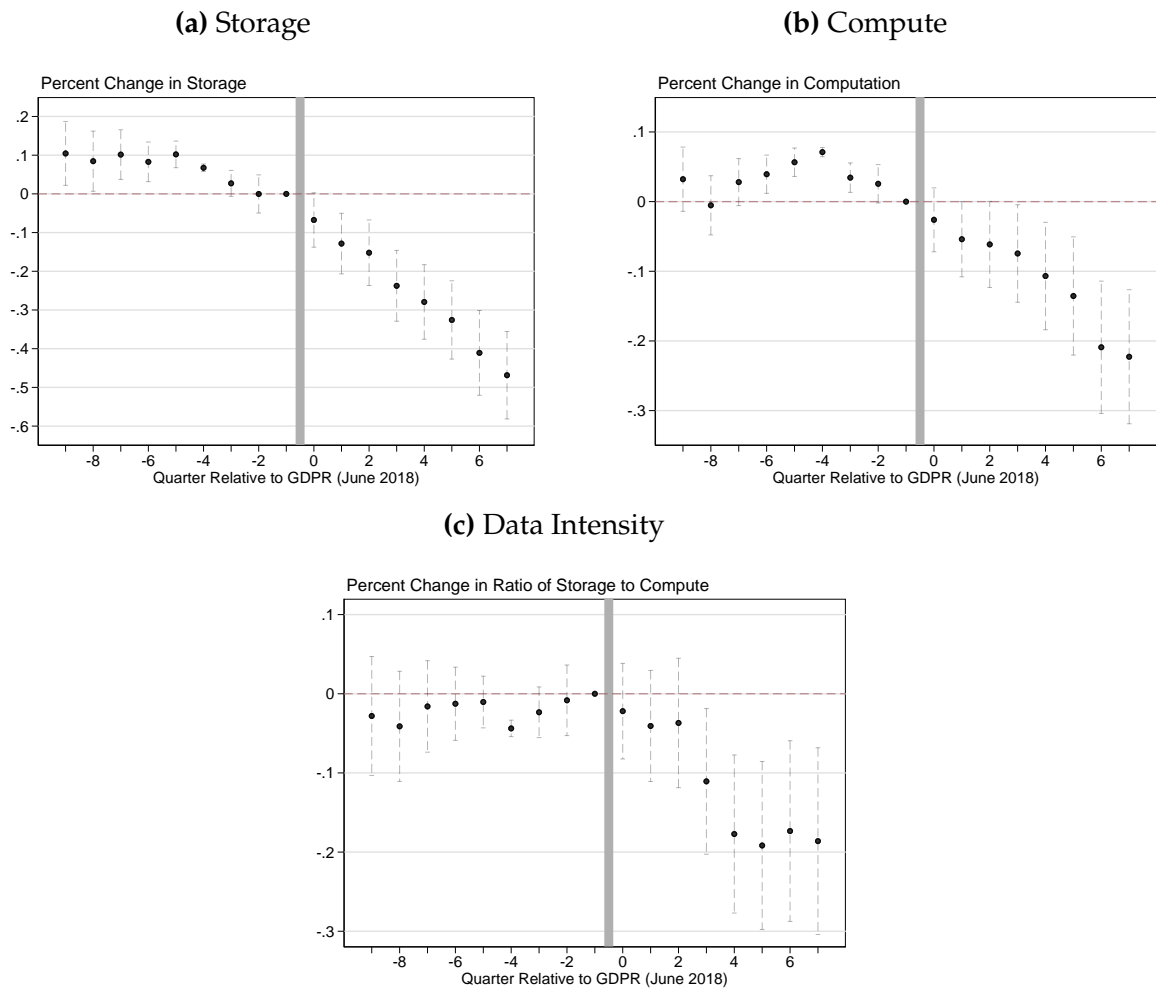 (a) Storage
Percent Change in Storage
.2
.1
0
-.1
-.2
-.3
-.4
-.5
-.6
-8 -6 -4 -2 0 2 4 6
Quarter Relative to GDPR (June 2018)
(b) Compute
Percent Change in Computation
.1
0
-.1
-.2
-.3
-8 -6 -4 -2 0 2 4 6
Quarter Relative to GDPR (June 2018)
(c) Data Intensity
Percent Change in Ratio of Storage to Compute
.1
0
-.1
-.2
-.3
-8 -6 -4 -2 0 2 4 6
Quarter Relative to GDPR (June 2018)